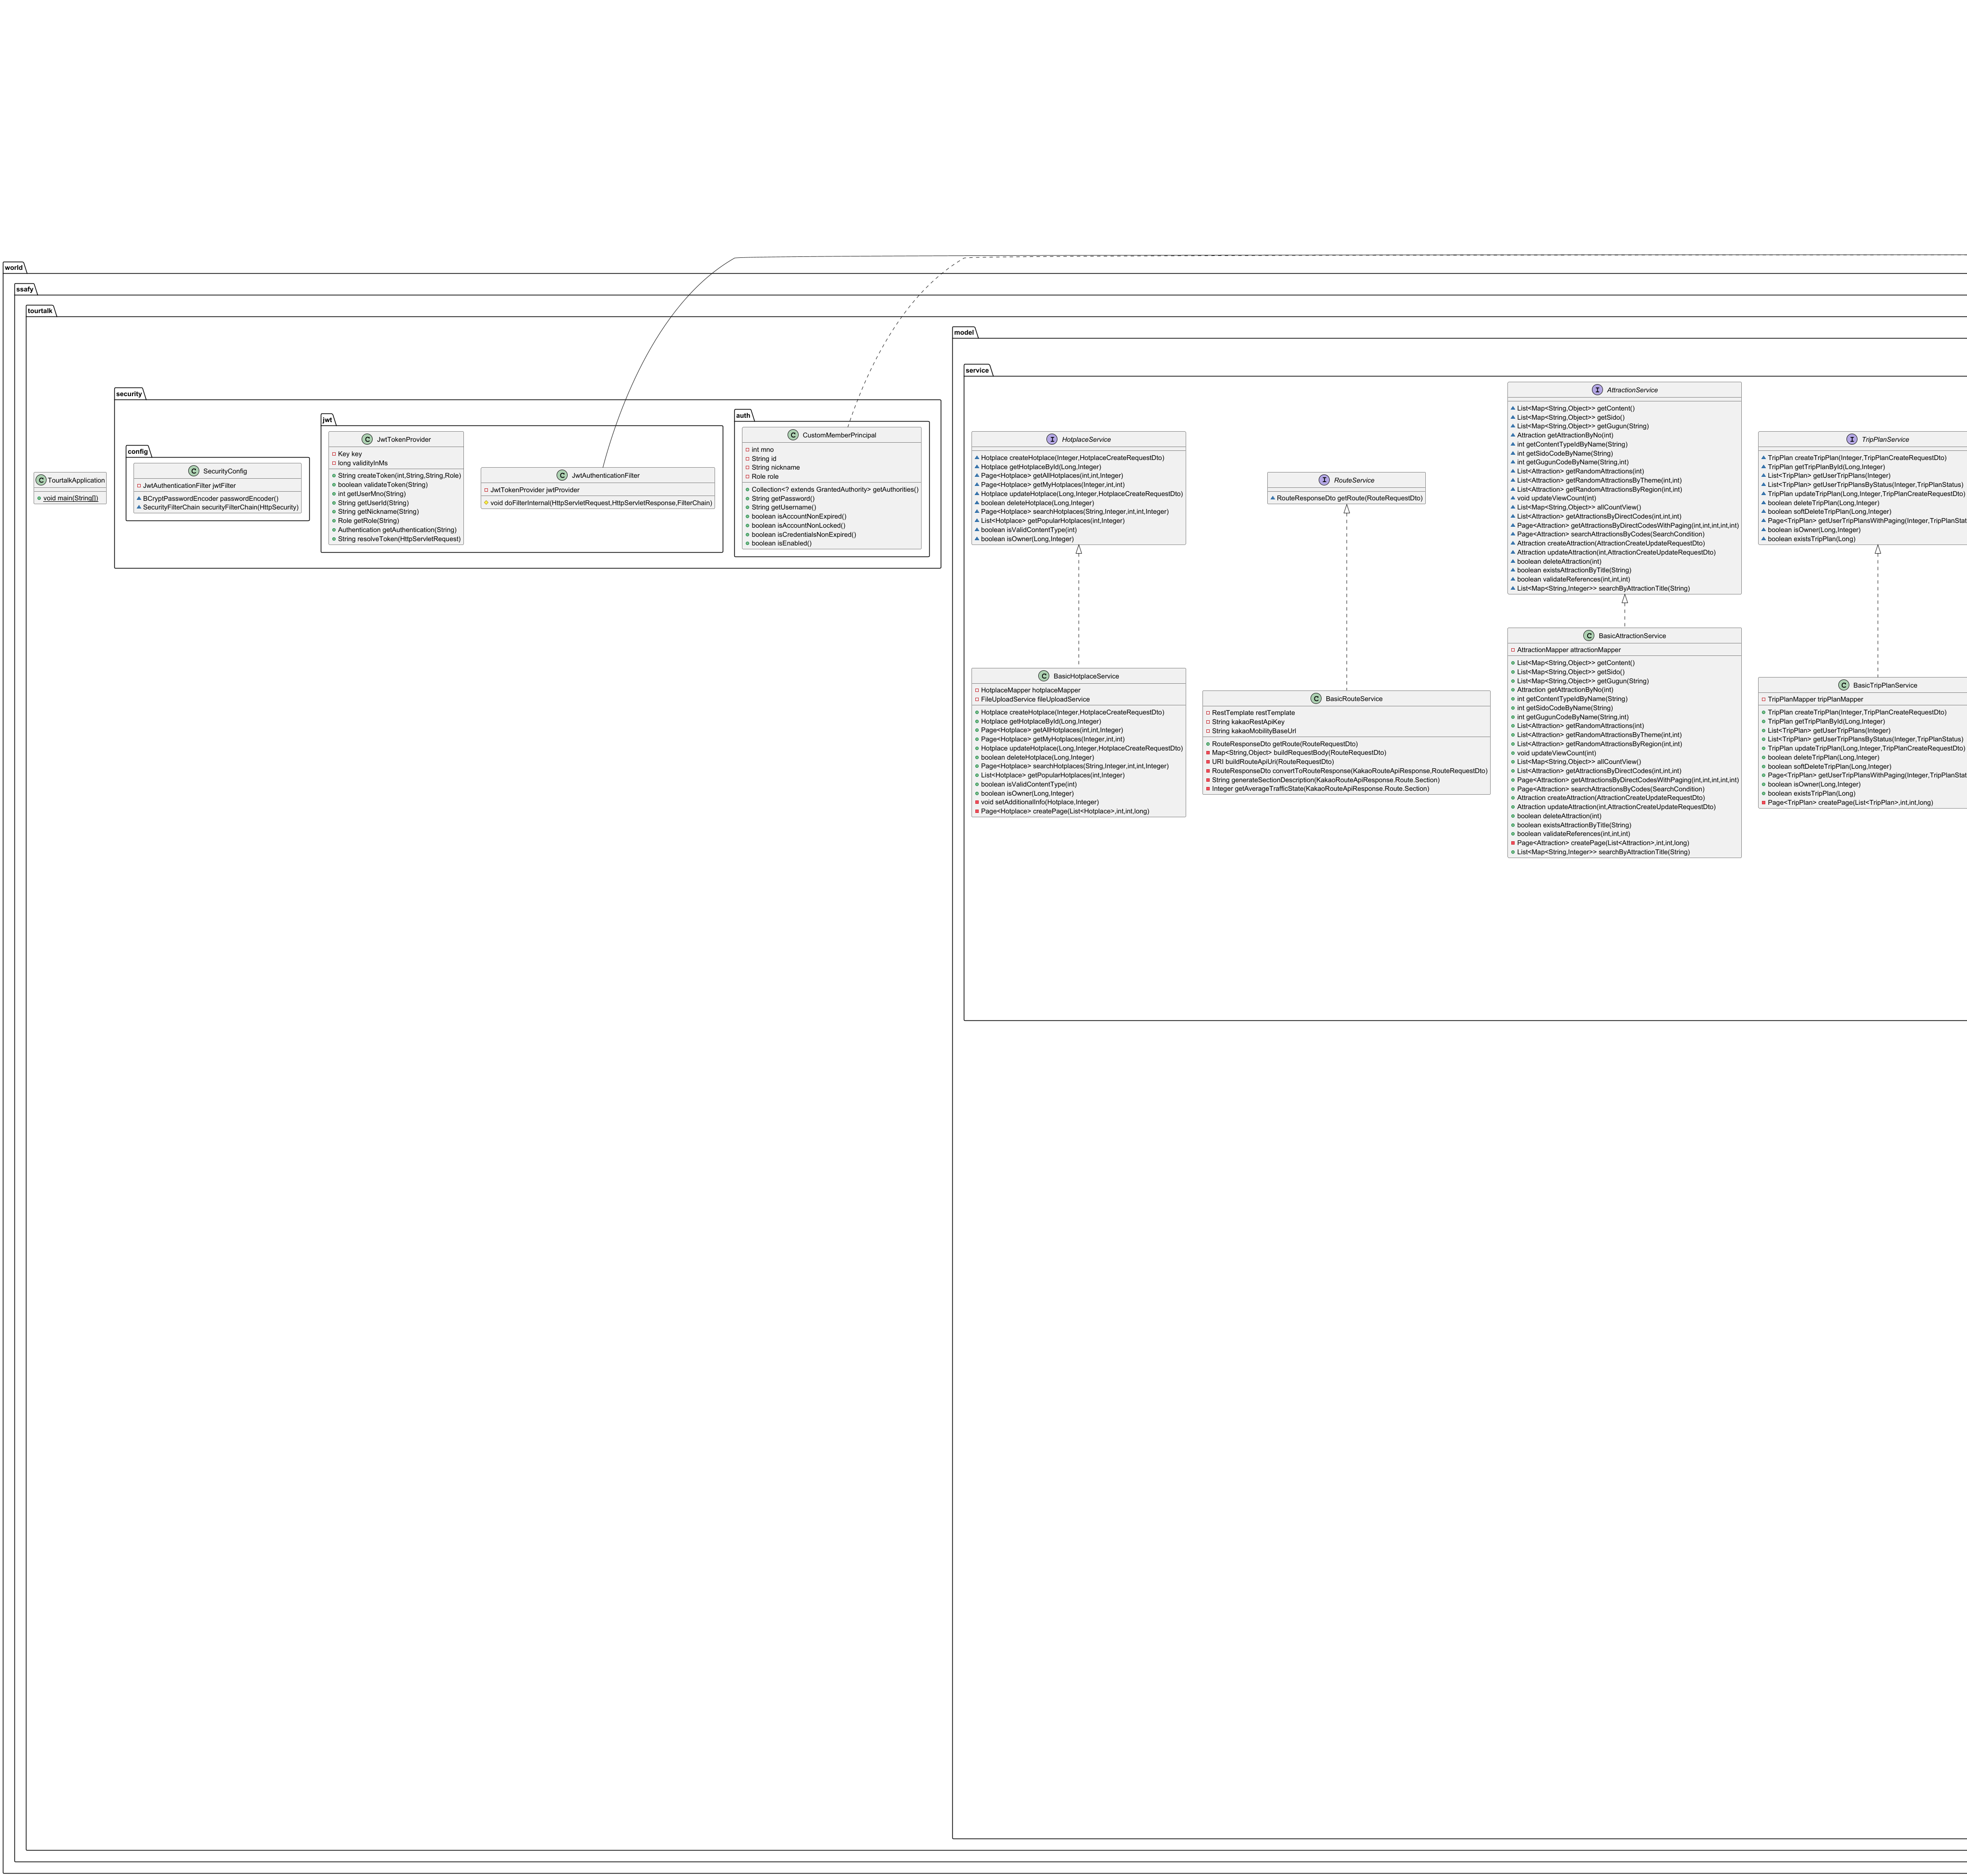 world
ssafy
tourtalk
TourtalkApplication
void main(String[])
security
config
SecurityConfig
JwtAuthenticationFilter jwtFilter
BCryptPasswordEncoder passwordEncoder()
SecurityFilterChain securityFilterChain(HttpSecurity)
jwt
JwtTokenProvider
Key key
long validityInMs
String createToken(int,String,String,Role)
boolean validateToken(String)
int getUserMno(String)
String getUserId(String)
String getNickname(String)
Role getRole(String)
Authentication getAuthentication(String)
String resolveToken(HttpServletRequest)
JwtAuthenticationFilter
JwtTokenProvider jwtProvider
void doFilterInternal(HttpServletRequest,HttpServletResponse,FilterChain)
auth
CustomMemberPrincipal
int mno
String id
String nickname
Role role
Collection<? extends GrantedAuthority> getAuthorities()
String getPassword()
String getUsername()
boolean isAccountNonExpired()
boolean isAccountNonLocked()
boolean isCredentialsNonExpired()
boolean isEnabled()
model
service
HotplaceService
Hotplace createHotplace(Integer,HotplaceCreateRequestDto)
Hotplace getHotplaceById(Long,Integer)
Page<Hotplace> getAllHotplaces(int,int,Integer)
Page<Hotplace> getMyHotplaces(Integer,int,int)
Hotplace updateHotplace(Long,Integer,HotplaceCreateRequestDto)
boolean deleteHotplace(Long,Integer)
Page<Hotplace> searchHotplaces(String,Integer,int,int,Integer)
List<Hotplace> getPopularHotplaces(int,Integer)
boolean isValidContentType(int)
boolean isOwner(Long,Integer)
RouteService
RouteResponseDto getRoute(RouteRequestDto)
AttractionService
List<Map<String,Object>> getContent()
List<Map<String,Object>> getSido()
List<Map<String,Object>> getGugun(String)
Attraction getAttractionByNo(int)
int getContentTypeIdByName(String)
int getSidoCodeByName(String)
int getGugunCodeByName(String,int)
List<Attraction> getRandomAttractions(int)
List<Attraction> getRandomAttractionsByTheme(int,int)
List<Attraction> getRandomAttractionsByRegion(int,int)
void updateViewCount(int)
List<Map<String,Object>> allCountView()
List<Attraction> getAttractionsByDirectCodes(int,int,int)
Page<Attraction> getAttractionsByDirectCodesWithPaging(int,int,int,int,int)
Page<Attraction> searchAttractionsByCodes(SearchCondition)
Attraction createAttraction(AttractionCreateUpdateRequestDto)
Attraction updateAttraction(int,AttractionCreateUpdateRequestDto)
boolean deleteAttraction(int)
boolean existsAttractionByTitle(String)
boolean validateReferences(int,int,int)
List<Map<String,Integer>> searchByAttractionTitle(String)
TripPlanService
TripPlan createTripPlan(Integer,TripPlanCreateRequestDto)
TripPlan getTripPlanById(Long,Integer)
List<TripPlan> getUserTripPlans(Integer)
List<TripPlan> getUserTripPlansByStatus(Integer,TripPlanStatus)
TripPlan updateTripPlan(Long,Integer,TripPlanCreateRequestDto)
boolean deleteTripPlan(Long,Integer)
boolean softDeleteTripPlan(Long,Integer)
Page<TripPlan> getUserTripPlansWithPaging(Integer,TripPlanStat
boolean isOwner(Long,Integer)
boolean existsTripPlan(Long)
BasicHotplaceService
HotplaceMapper hotplaceMapper
FileUploadService fileUploadService
Hotplace createHotplace(Integer,HotplaceCreateRequestDto)
Hotplace getHotplaceById(Long,Integer)
Page<Hotplace> getAllHotplaces(int,int,Integer)
Page<Hotplace> getMyHotplaces(Integer,int,int)
Hotplace updateHotplace(Long,Integer,HotplaceCreateRequestDto)
boolean deleteHotplace(Long,Integer)
Page<Hotplace> searchHotplaces(String,Integer,int,int,Integer)
List<Hotplace> getPopularHotplaces(int,Integer)
boolean isValidContentType(int)
boolean isOwner(Long,Integer)
void setAdditionalInfo(Hotplace,Integer)
Page<Hotplace> createPage(List<Hotplace>,int,int,long)
BasicRouteService
RestTemplate restTemplate
String kakaoRestApiKey
String kakaoMobilityBaseUrl
RouteResponseDto getRoute(RouteRequestDto)
Map<String,Object> buildRequestBody(RouteRequestDto)
URI buildRouteApiUri(RouteRequestDto)
RouteResponseDto convertToRouteResponse(KakaoRouteApiResponse,RouteRequestDto)
String generateSectionDescription(KakaoRouteApiResponse.Route.Section)
Integer getAverageTrafficState(KakaoRouteApiResponse.Route.Section)
BasicAttractionService
AttractionMapper attractionMapper
List<Map<String,Object>> getContent()
List<Map<String,Object>> getSido()
List<Map<String,Object>> getGugun(String)
Attraction getAttractionByNo(int)
int getContentTypeIdByName(String)
int getSidoCodeByName(String)
int getGugunCodeByName(String,int)
List<Attraction> getRandomAttractions(int)
List<Attraction> getRandomAttractionsByTheme(int,int)
List<Attraction> getRandomAttractionsByRegion(int,int)
void updateViewCount(int)
List<Map<String,Object>> allCountView()
List<Attraction> getAttractionsByDirectCodes(int,int,int)
Page<Attraction> getAttractionsByDirectCodesWithPaging(int,int,int,int,int)
Page<Attraction> searchAttractionsByCodes(SearchCondition)
Attraction createAttraction(AttractionCreateUpdateRequestDto)
Attraction updateAttraction(int,AttractionCreateUpdateRequestDto)
boolean deleteAttraction(int)
boolean existsAttractionByTitle(String)
boolean validateReferences(int,int,int)
Page<Attraction> createPage(List<Attraction>,int,int,long)
List<Map<String,Integer>> searchByAttractionTitle(String)
BasicTripPlanService
TripPlanMapper tripPlanMapper
TripPlan createTripPlan(Integer,TripPlanCreateRequestDto)
TripPlan getTripPlanById(Long,Integer)
List<TripPlan> getUserTripPlans(Integer)
List<TripPlan> getUserTripPlansByStatus(Integer,TripPlanStatus)
TripPlan updateTripPlan(Long,Integer,TripPlanCreateRequestDto)
boolean deleteTripPlan(Long,Integer)
boolean softDeleteTripPlan(Long,Integer)
Page<TripPlan> getUserTripPlansWithPaging(Integer,TripPlanStat
boolean isOwner(Long,Integer)
boolean existsTripPlan(Long)
Page<TripPlan> createPage(List<TripPlan>,int,int,long)